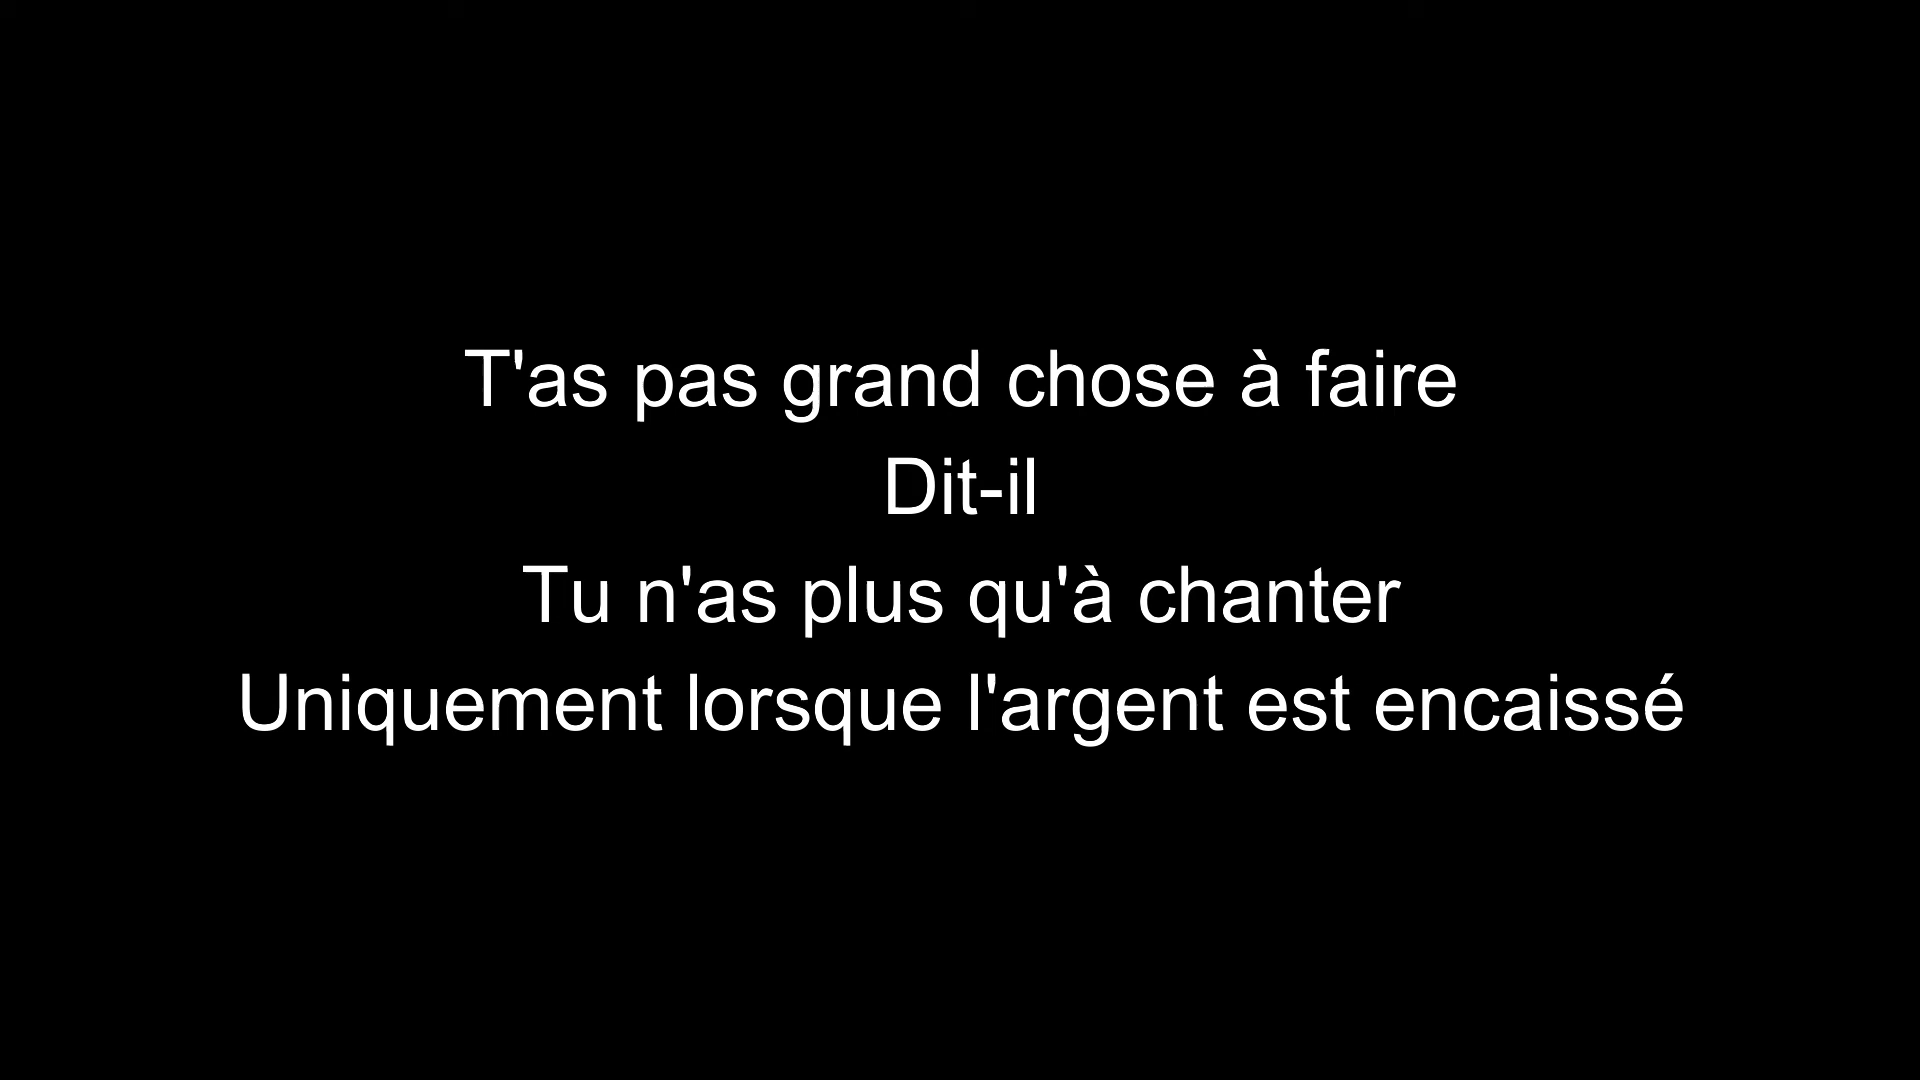 T'as pas grand chose à faire
Dit-il
Tu n'as plus qu'à chanter
Uniquement lorsque l'argent est encaissé